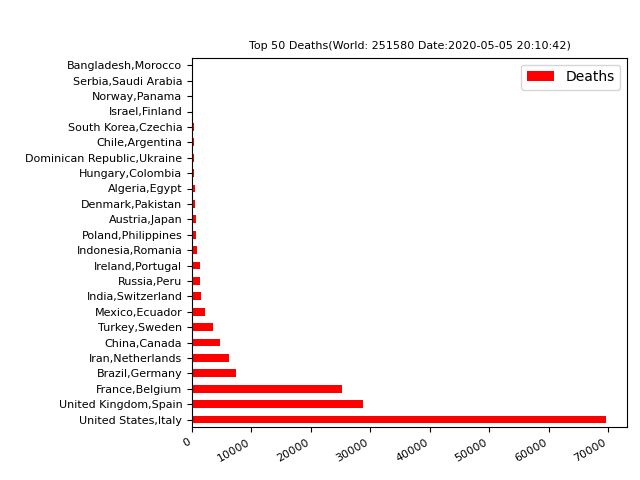 Top 50 Deaths(World: 251580 Date:2020-05-05 20:10:42)
Deaths
Bangladesh,Morocco
Serbia,Saudi Arabia
Norway,Panama
Israel,Finland
South Korea,Czechia
Chile,Argentina
Dominican Republic,Ukraine
Hungary,Colombia
Algeria,Egypt
Denmark,Pakistan
Austria,Japan
Poland,Philippines
Indonesia,Romania
Ireland,Portugal
Russia,Peru
India,Switzerland
Mexico,Ecuador
Turkey,Sweden
China,Canada
Iran,Netherlands
Brazil,Germany
France,Belgium
United Kingdom,Spain
United States,Italy
0 10000 20000 30000 40000 50000 60000 70000